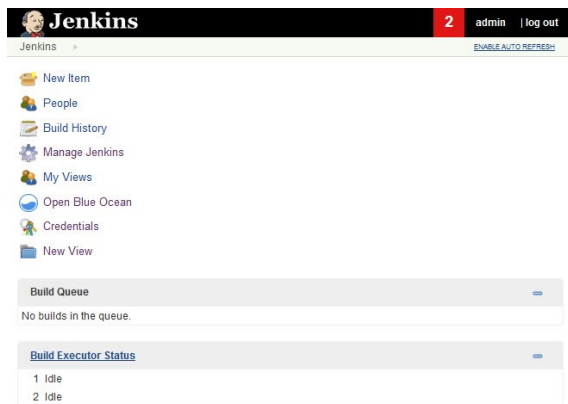 Jenkins 2 admin | log out
Jenkins ENABLE AUTO REFRESH
New Item
People
Build History
Manage Jenkins
My Views
Open Blue Ocean
Credentials
New View
Build Queue
No builds in the queue.
Build Executor Status
1 Idle
2 Idle